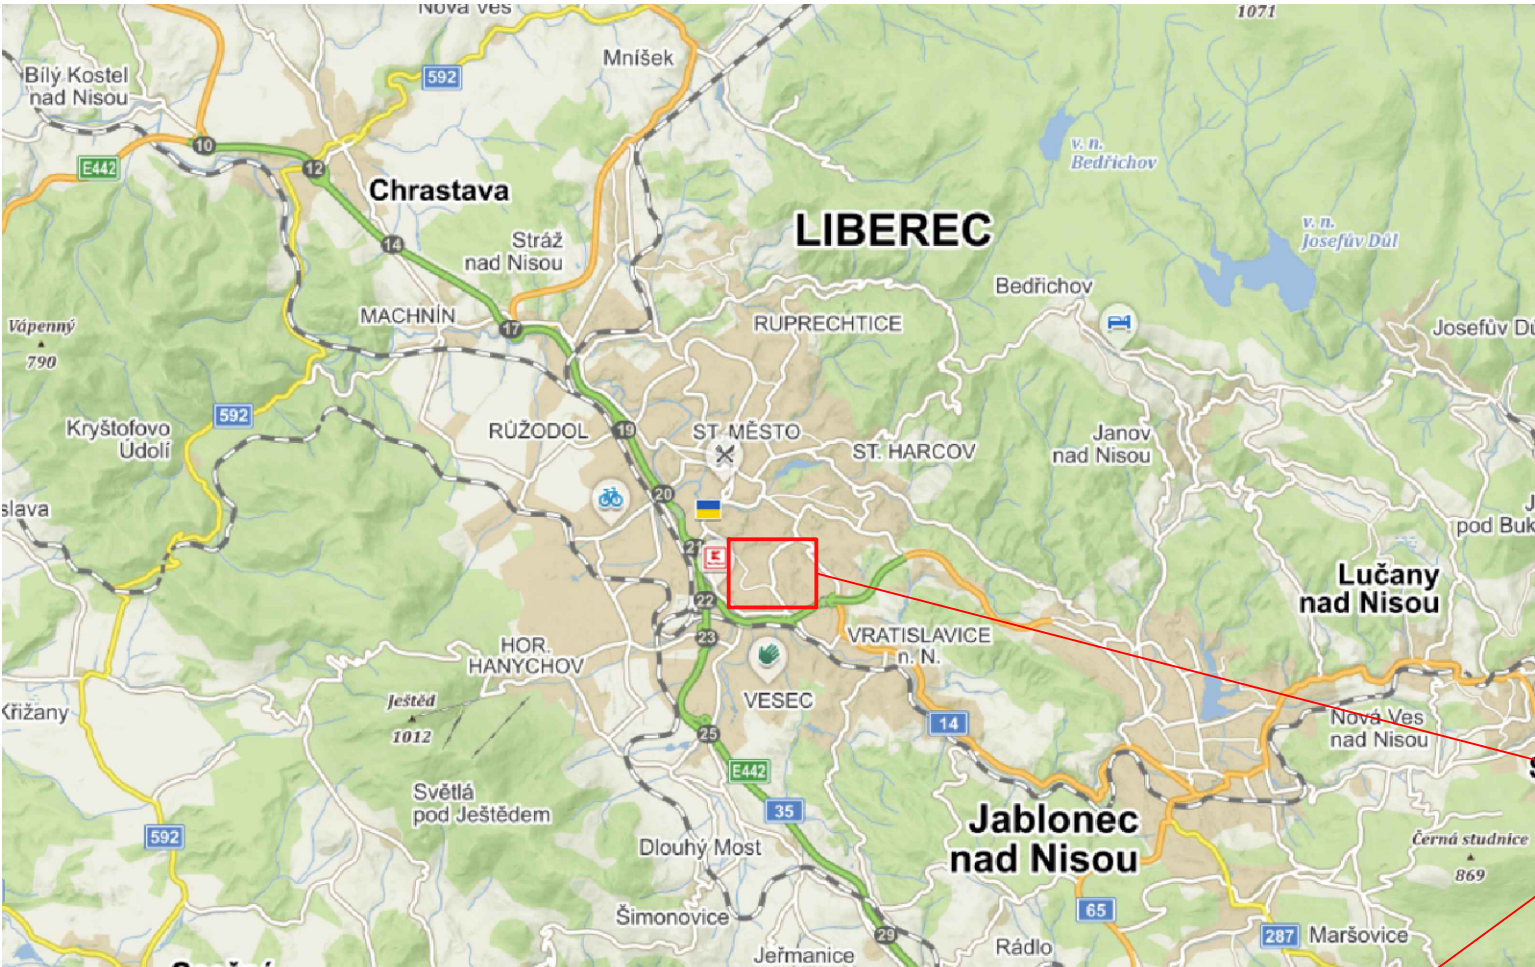 Nová Ves
1071
Mníšek
Bílý Kostel
nad Nisou
592
10
E442
12
v. n.
Bedřichov
Chrastava
LIBEREC
14
Stráž
nad Nisou
v. n.
Josefův Důl
Bedřichov
MACHNÍN
17
RUPRECHTICE
Vápenný
790
Josefův Dů
592
Kryštofovo
Údolí
RŮŽODOL
19
ST. MĚSTO
ST. HARCOV
Janov
nad Nisou
20
slava
pod Buk
21
22
Lučany
nad Nisou
23
HOR.
HANYCHOV
VRATISLAVICE
n. N.
Ještěd
1012
VESEC
Křižany
14
Nová Ves
nad Nisou
25
E442
35
Světlá
pod Ještědem
592
Jablonec
nad Nisou
Dlouhý Most
Černá studnice
869
Šimonovice
65
29
287
Maršovice
Rádlo
Jeřmanice